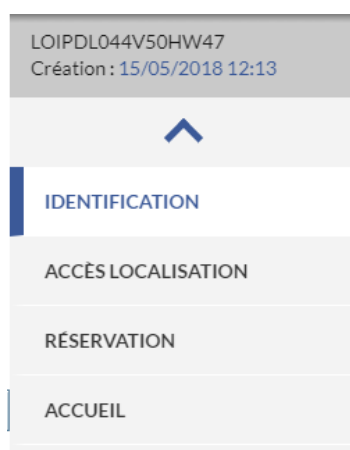 LOIPDL044V50HW47
Création : 15/05/2018 12:13
IDENTIFICATION
ACCÈS LOCALISATION
RÉSERVATION
ACCUEIL